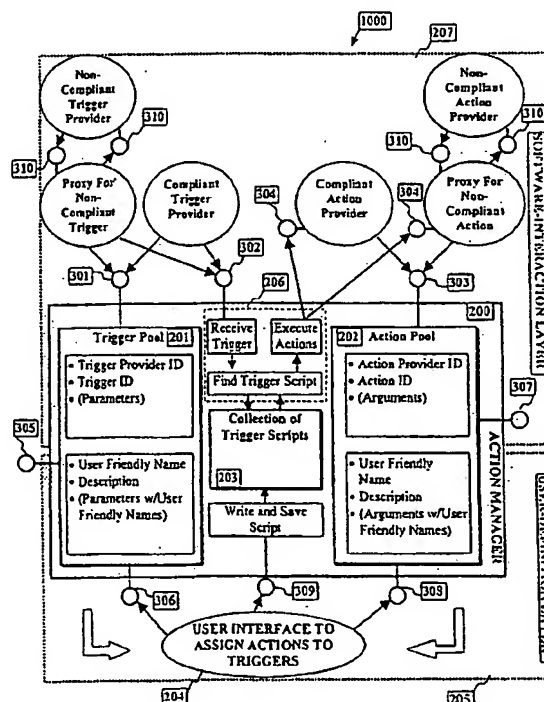 1000
207
Non-
Compliant
Trigger
Provider
Non-
Compliant
Action
Provider
310
310
310
310
Proxy For
Non-
Compliant
Trigger
Compliant
Trigger
Provider
304
Compliant
Action
Provider
304
Proxy For
Non-
Compliant
Action
SOFTWARE-INTERACTION LAYER
301
302
303
206
200
Trigger Pool
201
Receive
Trigger
Execute
Actions
202
Action Pool
• Trigger Provider ID
• Trigger ID
• (Parameters)
Find Trigger Script
• Action Provider ID
• Action ID
• (Arguments)
307
305
Collection of
Trigger Scripts
203
• User Friendly Name
• Description
• (Parameters w/User
Friendly Names)
Write and Save
Script
• User Friendly
Name
• Description
• (Arguments w/User
Friendly Names)
ACTION MANAGER
306
309
308
USER INTERFACE TO
ASSIGN ACTIONS TO
TRIGGERS
204
205